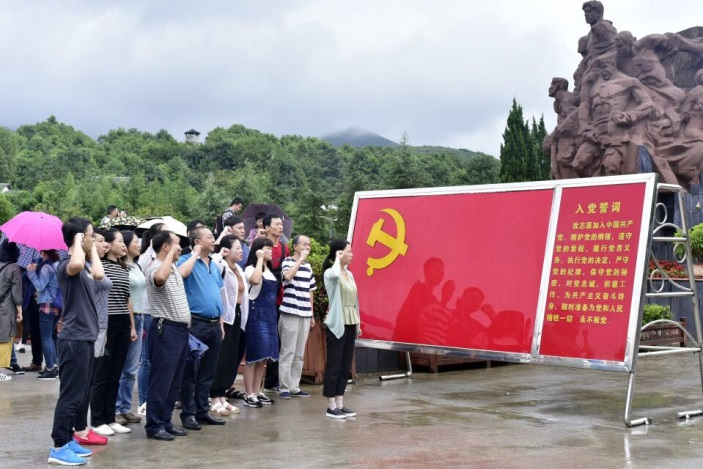 入党誓词
我志愿加入中国共产
党，拥护党的纲领，遵守
党的章程，履行党员义
务，执行党的决定，严守
党的纪律，保守党的秘
密，对党忠诚，积极工
作，为共产主义奋斗终
身，随时准备为党和人民
牺牲一切，永不叛党。